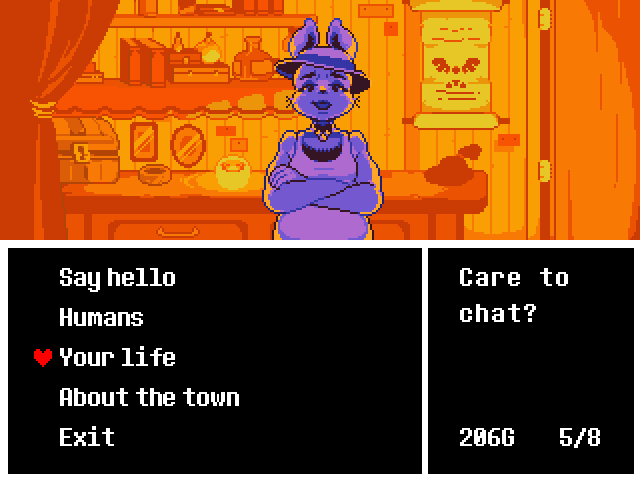 Say hello
Humans
Your life
About the town
Exit
Care to
chat?
206G 5/8